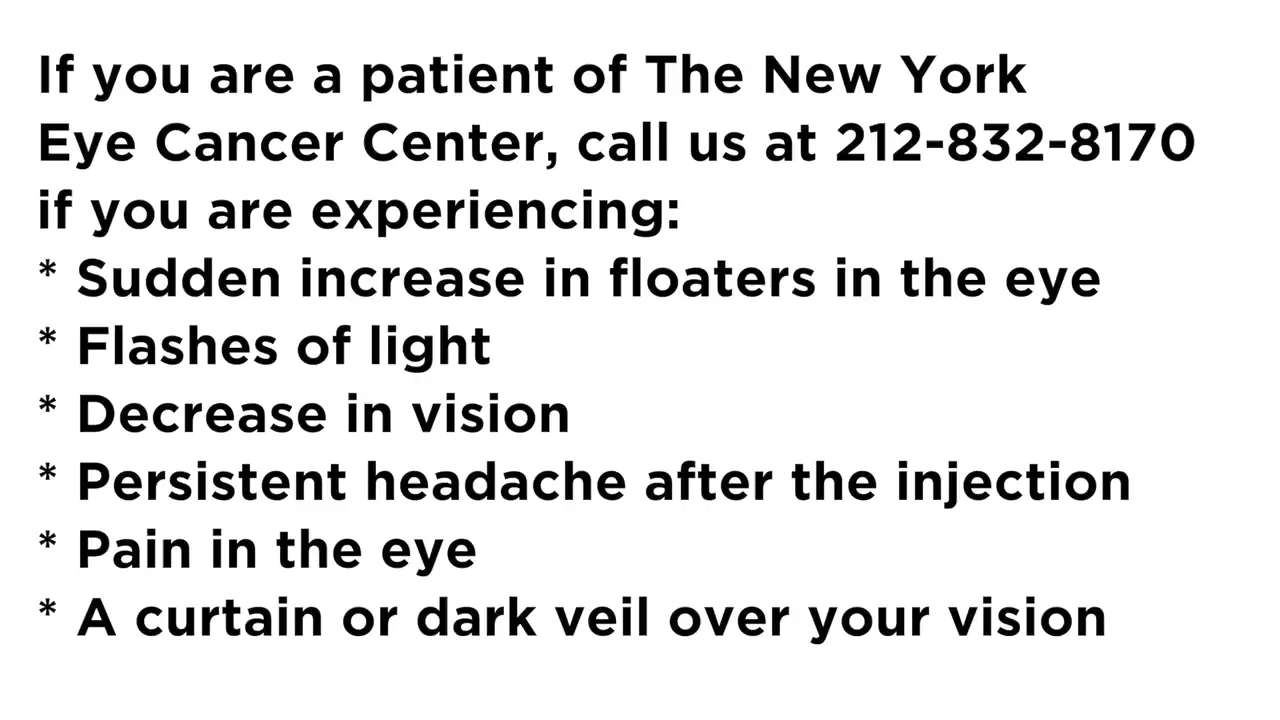 If you are a patient of The New York
Eye Cancer Center, call us at 212-832-8170
if you are experiencing:
* Sudden increase in floaters in the eye
* Flashes of light
* Decrease in vision
* Persistent headache after the injection
* Pain in the eye
* A curtain or dark veil over your vision